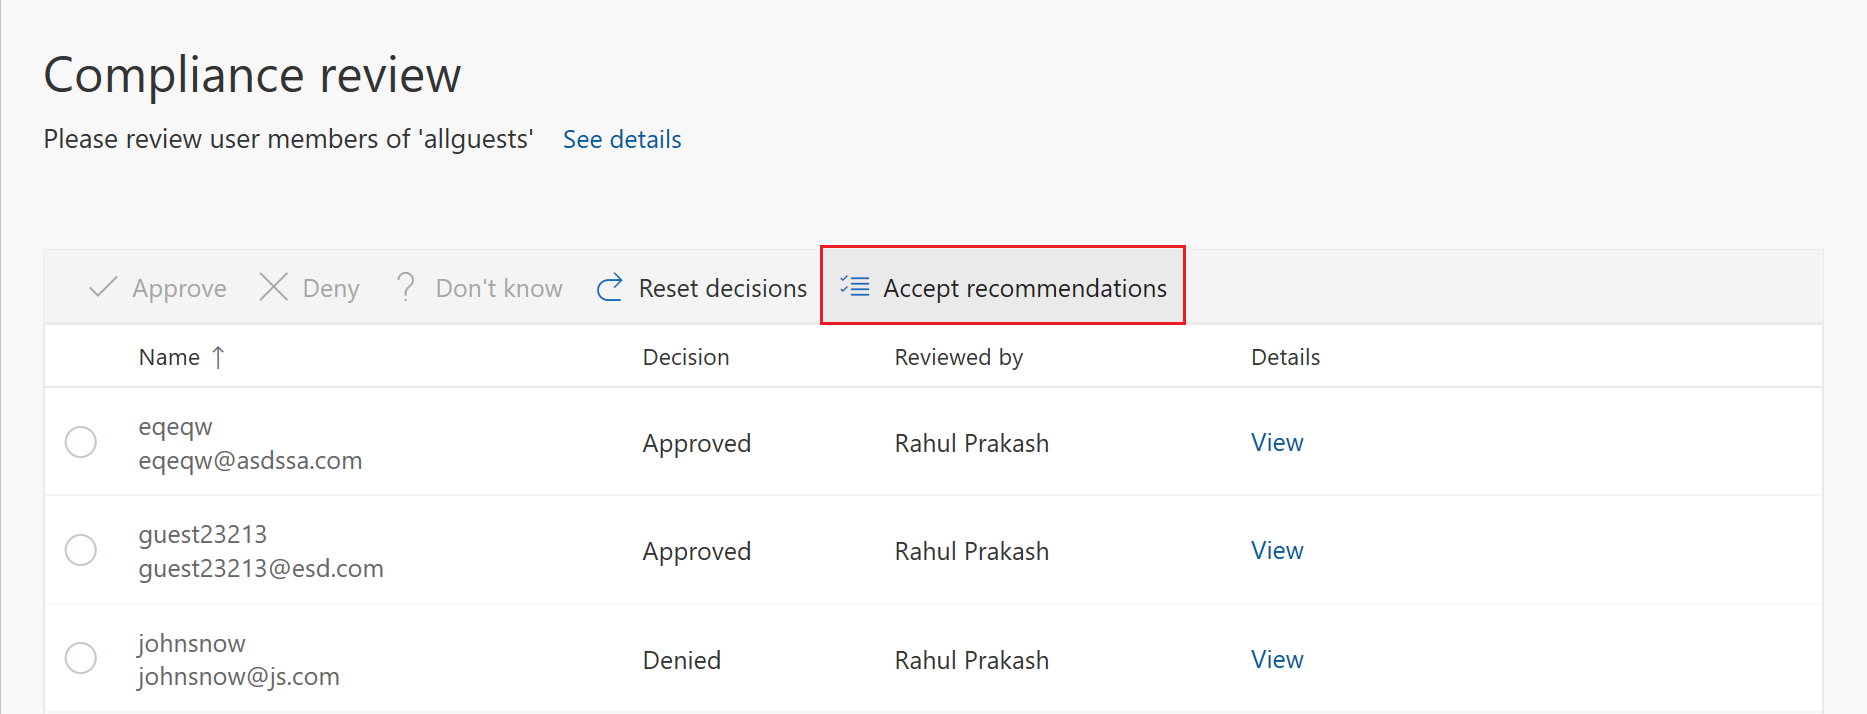 Compliance review
Please review user members of 'allguests' See details
Approve Deny Don't know Reset decisions Accept recommendations
Name Decision Reviewed by Details
eqeqw
eqeqw@asdssa.com
Approved Rahul Prakash View
guest23213
guest23213@esd.com
Approved Rahul Prakash View
johnsnow
johnsnow@js.com
Denied Rahul Prakash View